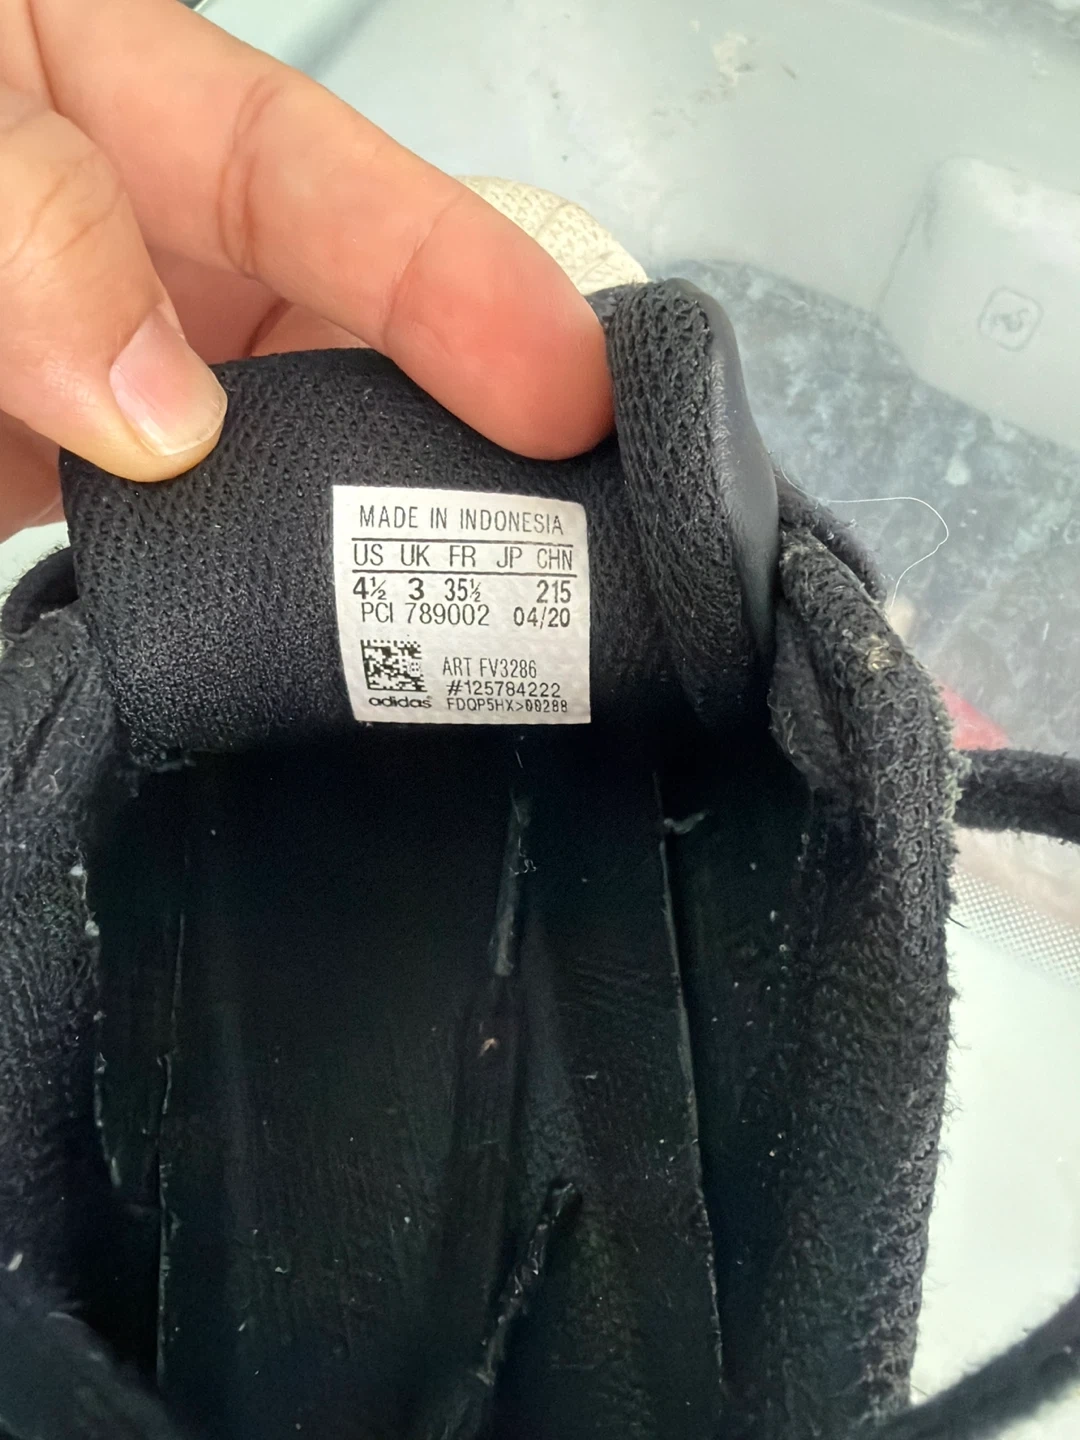 MADE IN INDONESIA
US UK FR JP CHN
4½ 3 35½ 215
PCI 789002 04/20
ART FV3286
#125784222
adidas FDQP5HX>00288